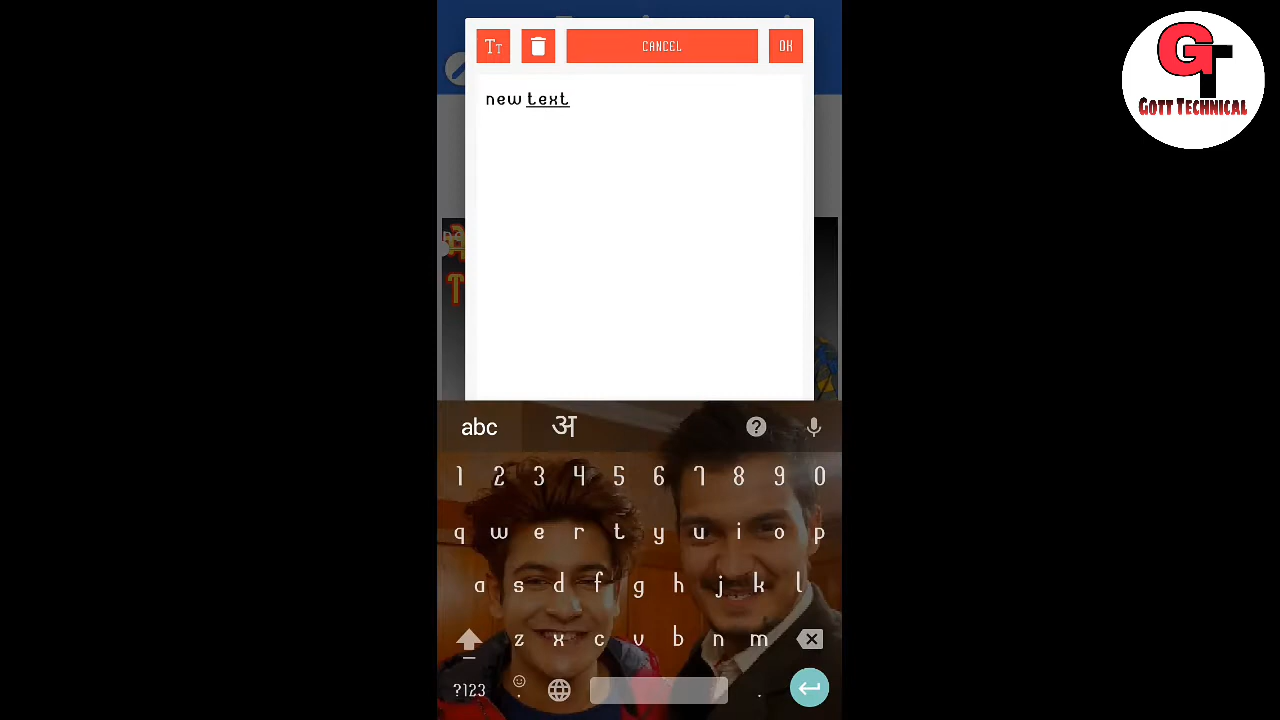 Tt
CANCEL
OK
GT
GOTT TECHNICAL
new text
T
abc
अ
1 2 3 4 5 6 7 8 9 0
q w e r t y u i o p
a s d f g h j k l
z x c v b n m
?123
.